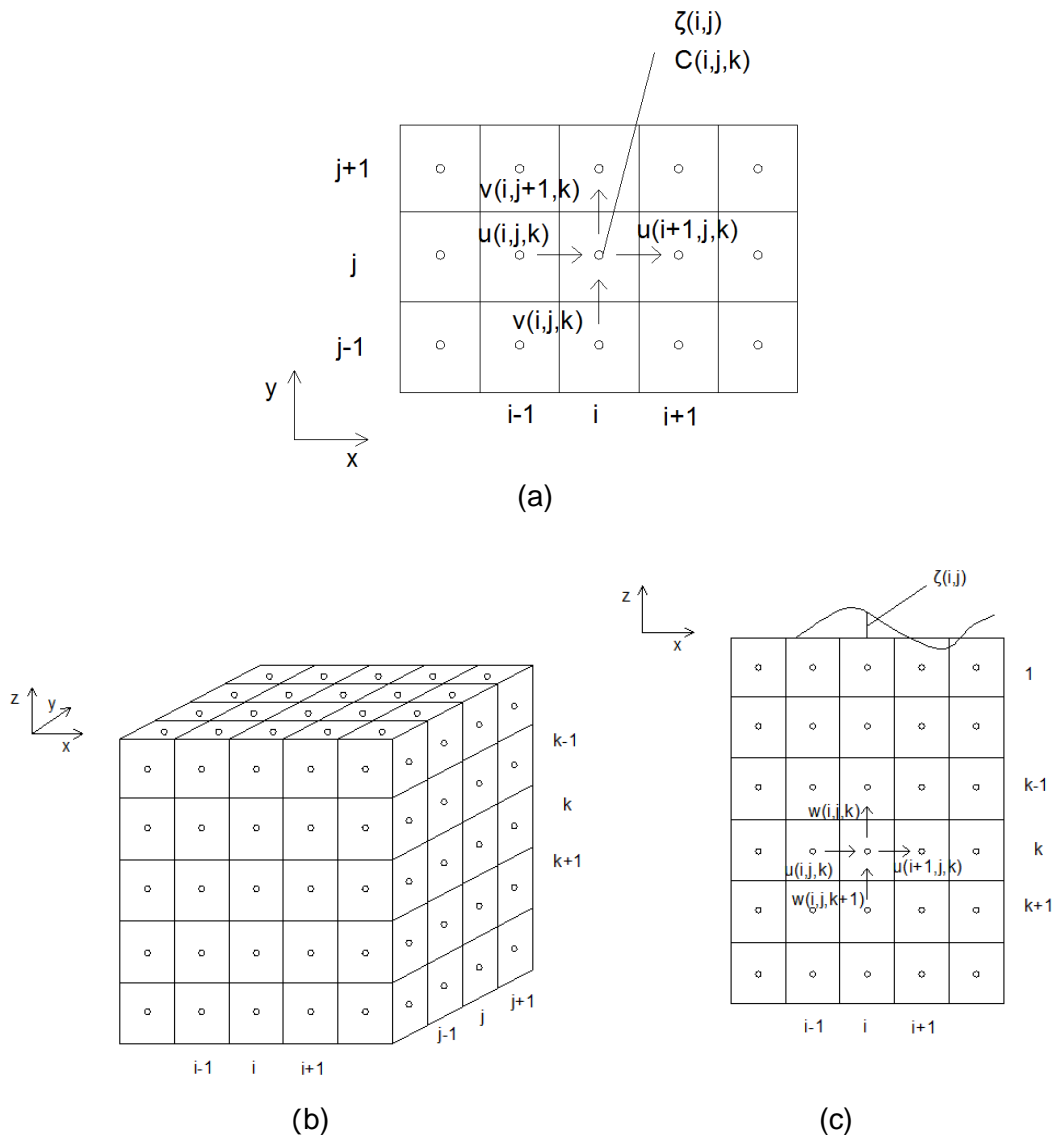 ζ(i,j)
C(i,j,k)
j+1
v(i,j+1,k)
u(i,j,k)
u(i+1,j,k)
j
v(i,j,k)
j-1
y
i-1
i
i+1
x
(a)
z
x
ζ(i,j)
1
z
y
x
k-1
k
k+1
k-1
w(i,j,k)
k
u(i,j,k)
u(i+1,j,k)
w(i,j,k+1)
k+1
j+1
j
j-1
i-1
i
i+1
i-1
i
i+1
(b)
(c)